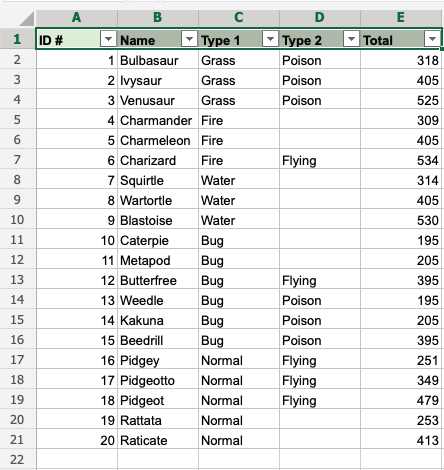 A B C D E
1 ID # Name Type 1 Type 2 Total
2 1 Bulbasaur Grass Poison 318
3 2 Ivysaur Grass Poison 405
4 3 Venusaur Grass Poison 525
5 4 Charmander Fire 309
6 5 Charmeleon Fire 405
7 6 Charizard Fire Flying 534
8 7 Squirtle Water 314
9 8 Wartortle Water 405
10 9 Blastoise Water 530
11 10 Caterpie Bug 195
12 11 Metapod Bug 205
13 12 Butterfree Bug Flying 395
14 13 Weedle Bug Poison 195
15 14 Kakuna Bug Poison 205
16 15 Beedrill Bug Poison 395
17 16 Pidgey Normal Flying 251
18 17 Pidgeotto Normal Flying 349
19 18 Pidgeot Normal Flying 479
20 19 Rattata Normal 253
21 20 Raticate Normal 413
22